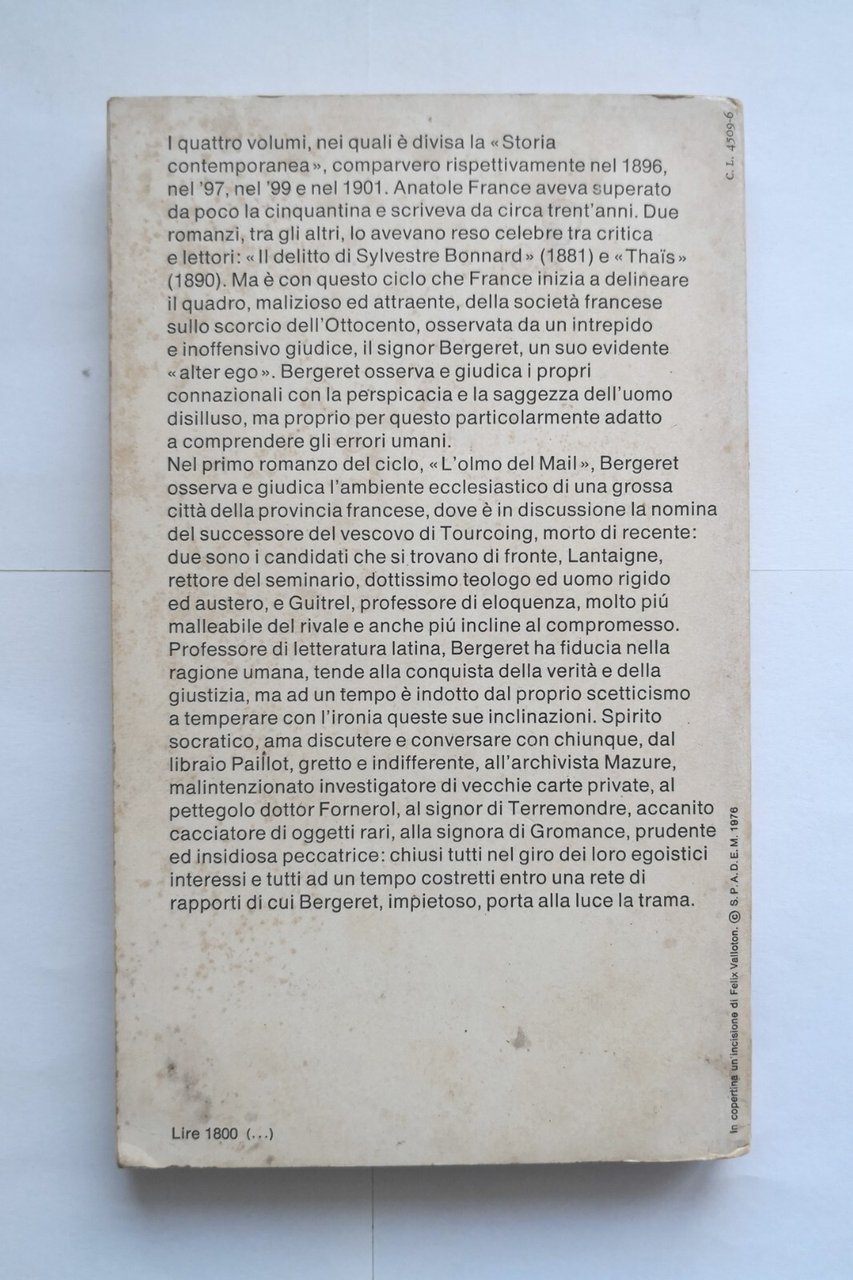 I quattro volumi, nei quali è divisa la «Storia
contemporanea», comparvero rispettivamente nel 1896,
nel '97, nel '99 e nel 1901. Anatole France aveva superato
da poco la cinquantina e scriveva da circa trent'anni. Due
romanzi, tra gli altri, lo avevano reso celebre tra critica
e lettori: «Il delitto di Sylvestre Bonnard» (1881) e «Thaïs»
(1890). Ma è con questo ciclo che France inizia a delineare
il quadro, malizioso ed attraente, della società francese
sullo scorcio dell'Ottocento, osservata da un intrepido
e inoffensivo giudice, il signor Bergeret, un suo evidente
«alter ego». Bergeret osserva e giudica i propri
connazionali con la perspicacia e la saggezza dell'uomo
disilluso, ma proprio per questo particolarmente adatto
a comprendere gli errori umani.
Nel primo romanzo del ciclo, «L'olmo del Mail», Bergeret
osserva e giudica l'ambiente ecclesiastico di una grossa
città della provincia francese, dove è in discussione la nomina
del successore del vescovo di Tourcoing, morto di recente:
due sono i candidati che si trovano di fronte, Lantaigne,
rettore del seminario, dottissimo teologo ed uomo rigido
ed austero, e Guitrel, professore di eloquenza, molto piú
malleabile del rivale e anche piú incline al compromesso.
Professore di letteratura latina, Bergeret ha fiducia nella
ragione umana, tende alla conquista della verità e della
giustizia, ma ad un tempo è indotto dal proprio scetticismo
a temperare con l'ironia queste sue inclinazioni. Spirito
socratico, ama discutere e conversare con chiunque, dal
libraio Paillot, gretto e indifferente, all'archivista Mazure,
malintenzionato investigatore di vecchie carte private, al
pettegolo dottor Fornerol, al signor di Terremondre, accanito
cacciatore di oggetti rari, alla signora di Gromance, prudente
ed insidiosa peccatrice: chiusi tutti nel giro dei loro egoistici
interessi e tutti ad un tempo costretti entro una rete di
rapporti di cui Bergeret, impietoso, porta alla luce la trama.
Lire 1800 (...)
C. L. 4509-6
In copertina un'incisione di Felix Valloton. © S. P. A. D. E. M. 1976